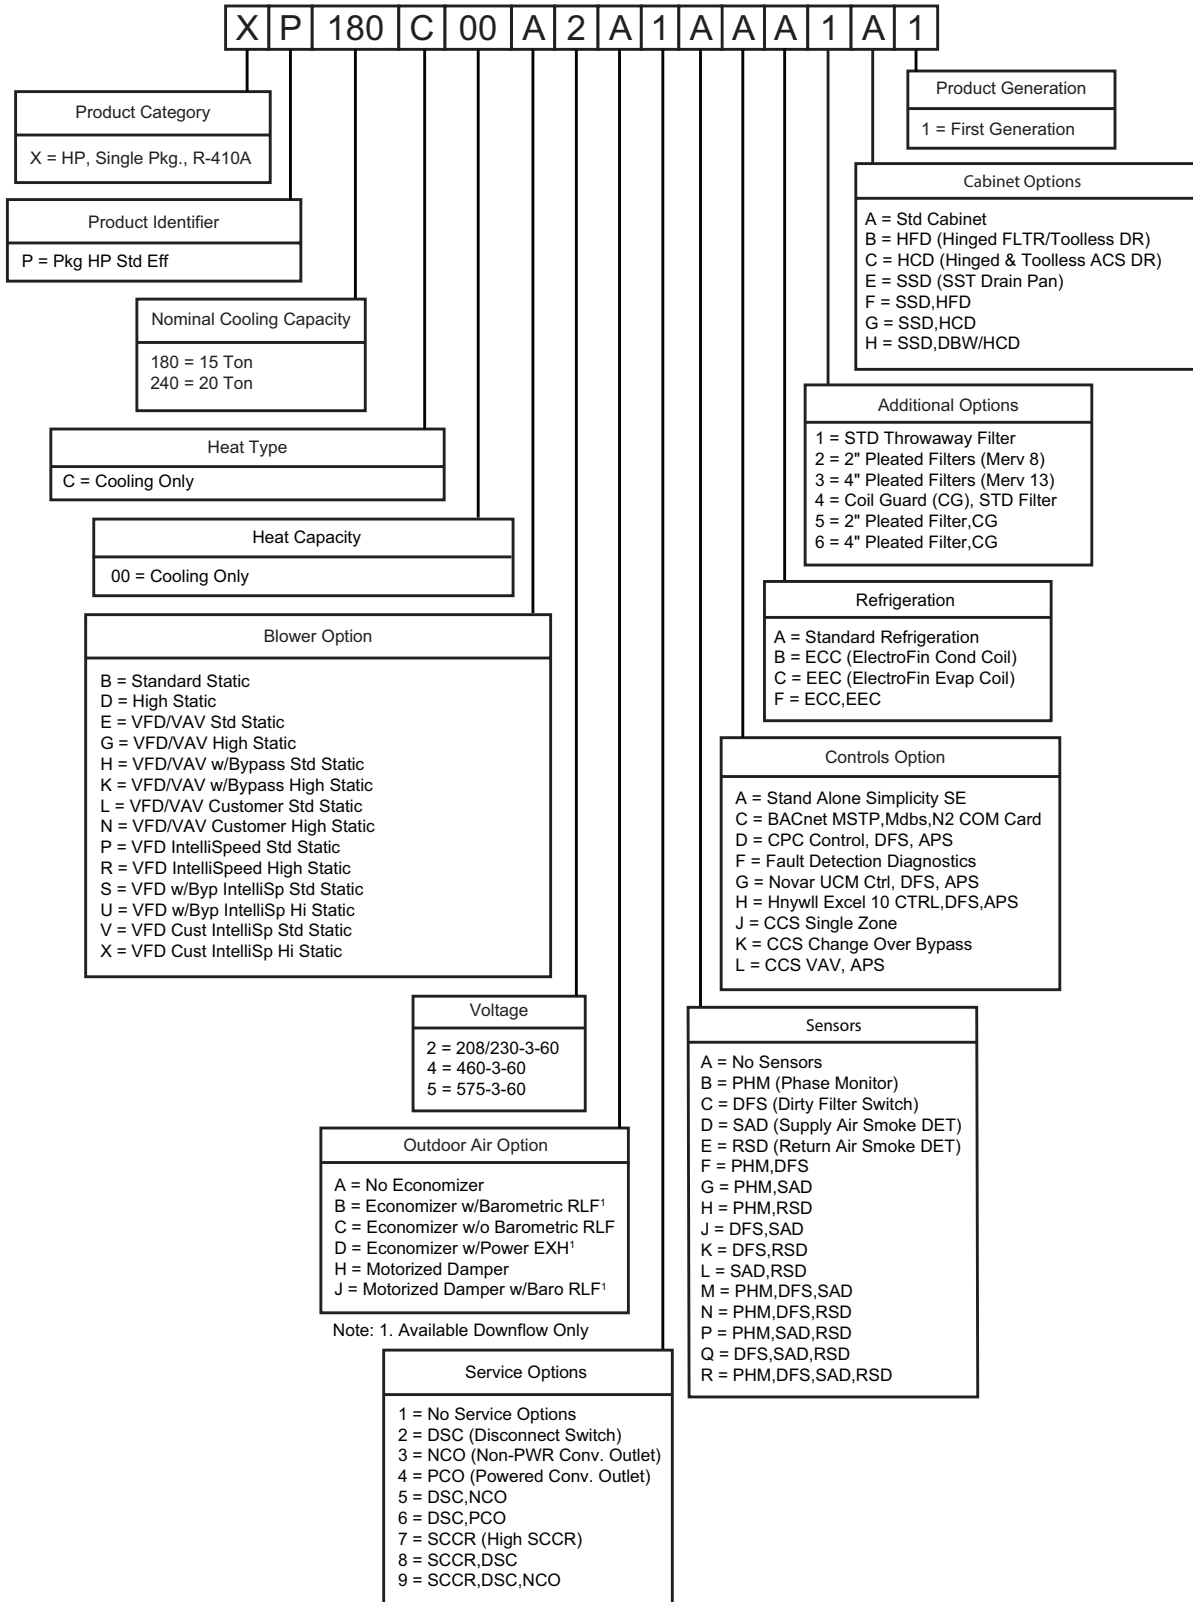 X P 180 C 00 A 2 A 1 A A A 1 A 1
Product Category
X = HP, Single Pkg., R-410A
Product Identifier
P = Pkg HP Std Eff
Nominal Cooling Capacity
180 = 15 Ton
240 = 20 Ton
Heat Type
C = Cooling Only
Heat Capacity
00 = Cooling Only
Blower Option
B = Standard Static
D = High Static
E = VFD/VAV Std Static
G = VFD/VAV High Static
H = VFD/VAV w/Bypass Std Static
K = VFD/VAV w/Bypass High Static
L = VFD/VAV Customer Std Static
N = VFD/VAV Customer High Static
P = VFD IntelliSpeed Std Static
R = VFD IntelliSpeed High Static
S = VFD w/Byp IntelliSp Std Static
U = VFD w/Byp IntelliSp Hi Static
V = VFD Cust IntelliSp Std Static
X = VFD Cust IntelliSp Hi Static
Voltage
2 = 208/230-3-60
4 = 460-3-60
5 = 575-3-60
Outdoor Air Option
A = No Economizer
B = Economizer w/Barometric RLF¹
C = Economizer w/o Barometric RLF
D = Economizer w/Power EXH¹
H = Motorized Damper
J = Motorized Damper w/Baro RLF¹
Note: 1. Available Downflow Only
Service Options
1 = No Service Options
2 = DSC (Disconnect Switch)
3 = NCO (Non-PWR Conv. Outlet)
4 = PCO (Powered Conv. Outlet)
5 = DSC,NCO
6 = DSC,PCO
7 = SCCR (High SCCR)
8 = SCCR,DSC
9 = SCCR,DSC,NCO
Product Generation
1 = First Generation
Cabinet Options
A = Std Cabinet
B = HFD (Hinged FLTR/Toolless DR)
C = HCD (Hinged & Toolless ACS DR)
E = SSD (SST Drain Pan)
F = SSD,HFD
G = SSD,HCD
H = SSD,DBW/HCD
Additional Options
1 = STD Throwaway Filter
2 = 2" Pleated Filters (Merv 8)
3 = 4" Pleated Filters (Merv 13)
4 = Coil Guard (CG), STD Filter
5 = 2" Pleated Filter,CG
6 = 4" Pleated Filter,CG
Refrigeration
A = Standard Refrigeration
B = ECC (ElectroFin Cond Coil)
C = EEC (ElectroFin Evap Coil)
F = ECC,EEC
Controls Option
A = Stand Alone Simplicity SE
C = BACnet MSTP,Mdbs,N2 COM Card
D = CPC Control, DFS, APS
F = Fault Detection Diagnostics
G = Novar UCM Ctrl, DFS, APS
H = Hnywll Excel 10 CTRL,DFS,APS
J = CCS Single Zone
K = CCS Change Over Bypass
L = CCS VAV, APS
Sensors
A = No Sensors
B = PHM (Phase Monitor)
C = DFS (Dirty Filter Switch)
D = SAD (Supply Air Smoke DET)
E = RSD (Return Air Smoke DET)
F = PHM,DFS
G = PHM,SAD
H = PHM,RSD
J = DFS,SAD
K = DFS,RSD
L = SAD,RSD
M = PHM,DFS,SAD
N = PHM,DFS,RSD
P = PHM,SAD,RSD
Q = DFS,SAD,RSD
R = PHM,DFS,SAD,RSD